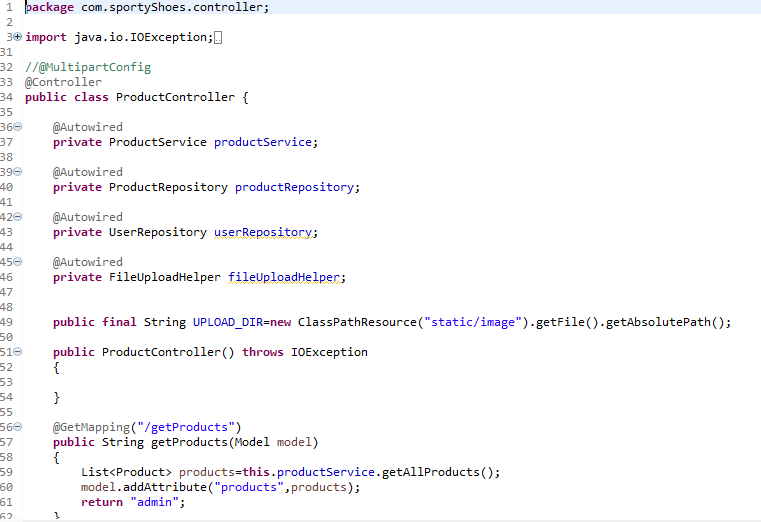 1 package com.sportyShoes.controller;
2
3 import java.io.IOException;
31
32 //@MultipartConfig
33 @Controller
34 public class ProductController {
35
36 @Autowired
37 private ProductService productService;
38
39 @Autowired
40 private ProductRepository productRepository;
41
42 @Autowired
43 private UserRepository userRepository;
44
45 @Autowired
46 private FileUploadHelper fileUploadHelper;
47
48
49 public final String UPLOAD_DIR=new ClassPathResource("static/image").getFile().getAbsolutePath();
50
51 public ProductController() throws IOException
52 {
53
54 }
55
56 @GetMapping("/getProducts")
57 public String getProducts(Model model)
58 {
59 List<Product> products=this.productService.getAllProducts();
60 model.addAttribute("products",products);
61 return "admin";
62 }